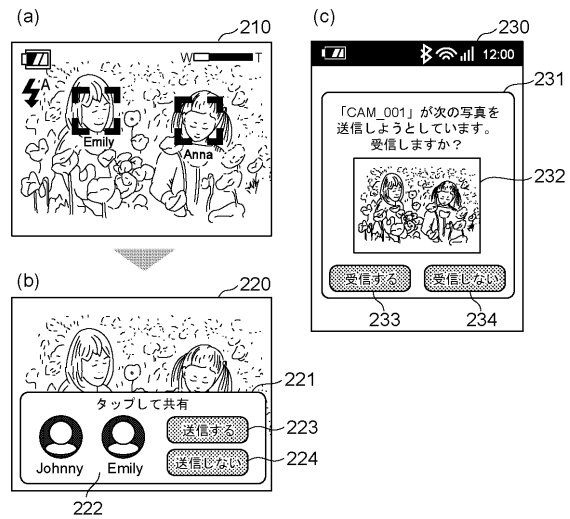 (a)
210
W T
A
Emily
Anna
(b)
220
221
タップして共有
送信する
223
送信しない
224
Johnny
Emily
222
(c)
230
12:00
231
「CAM_001」が次の写真を
送信しようとしています。
受信しますか?
232
受信する
受信しない
233
234